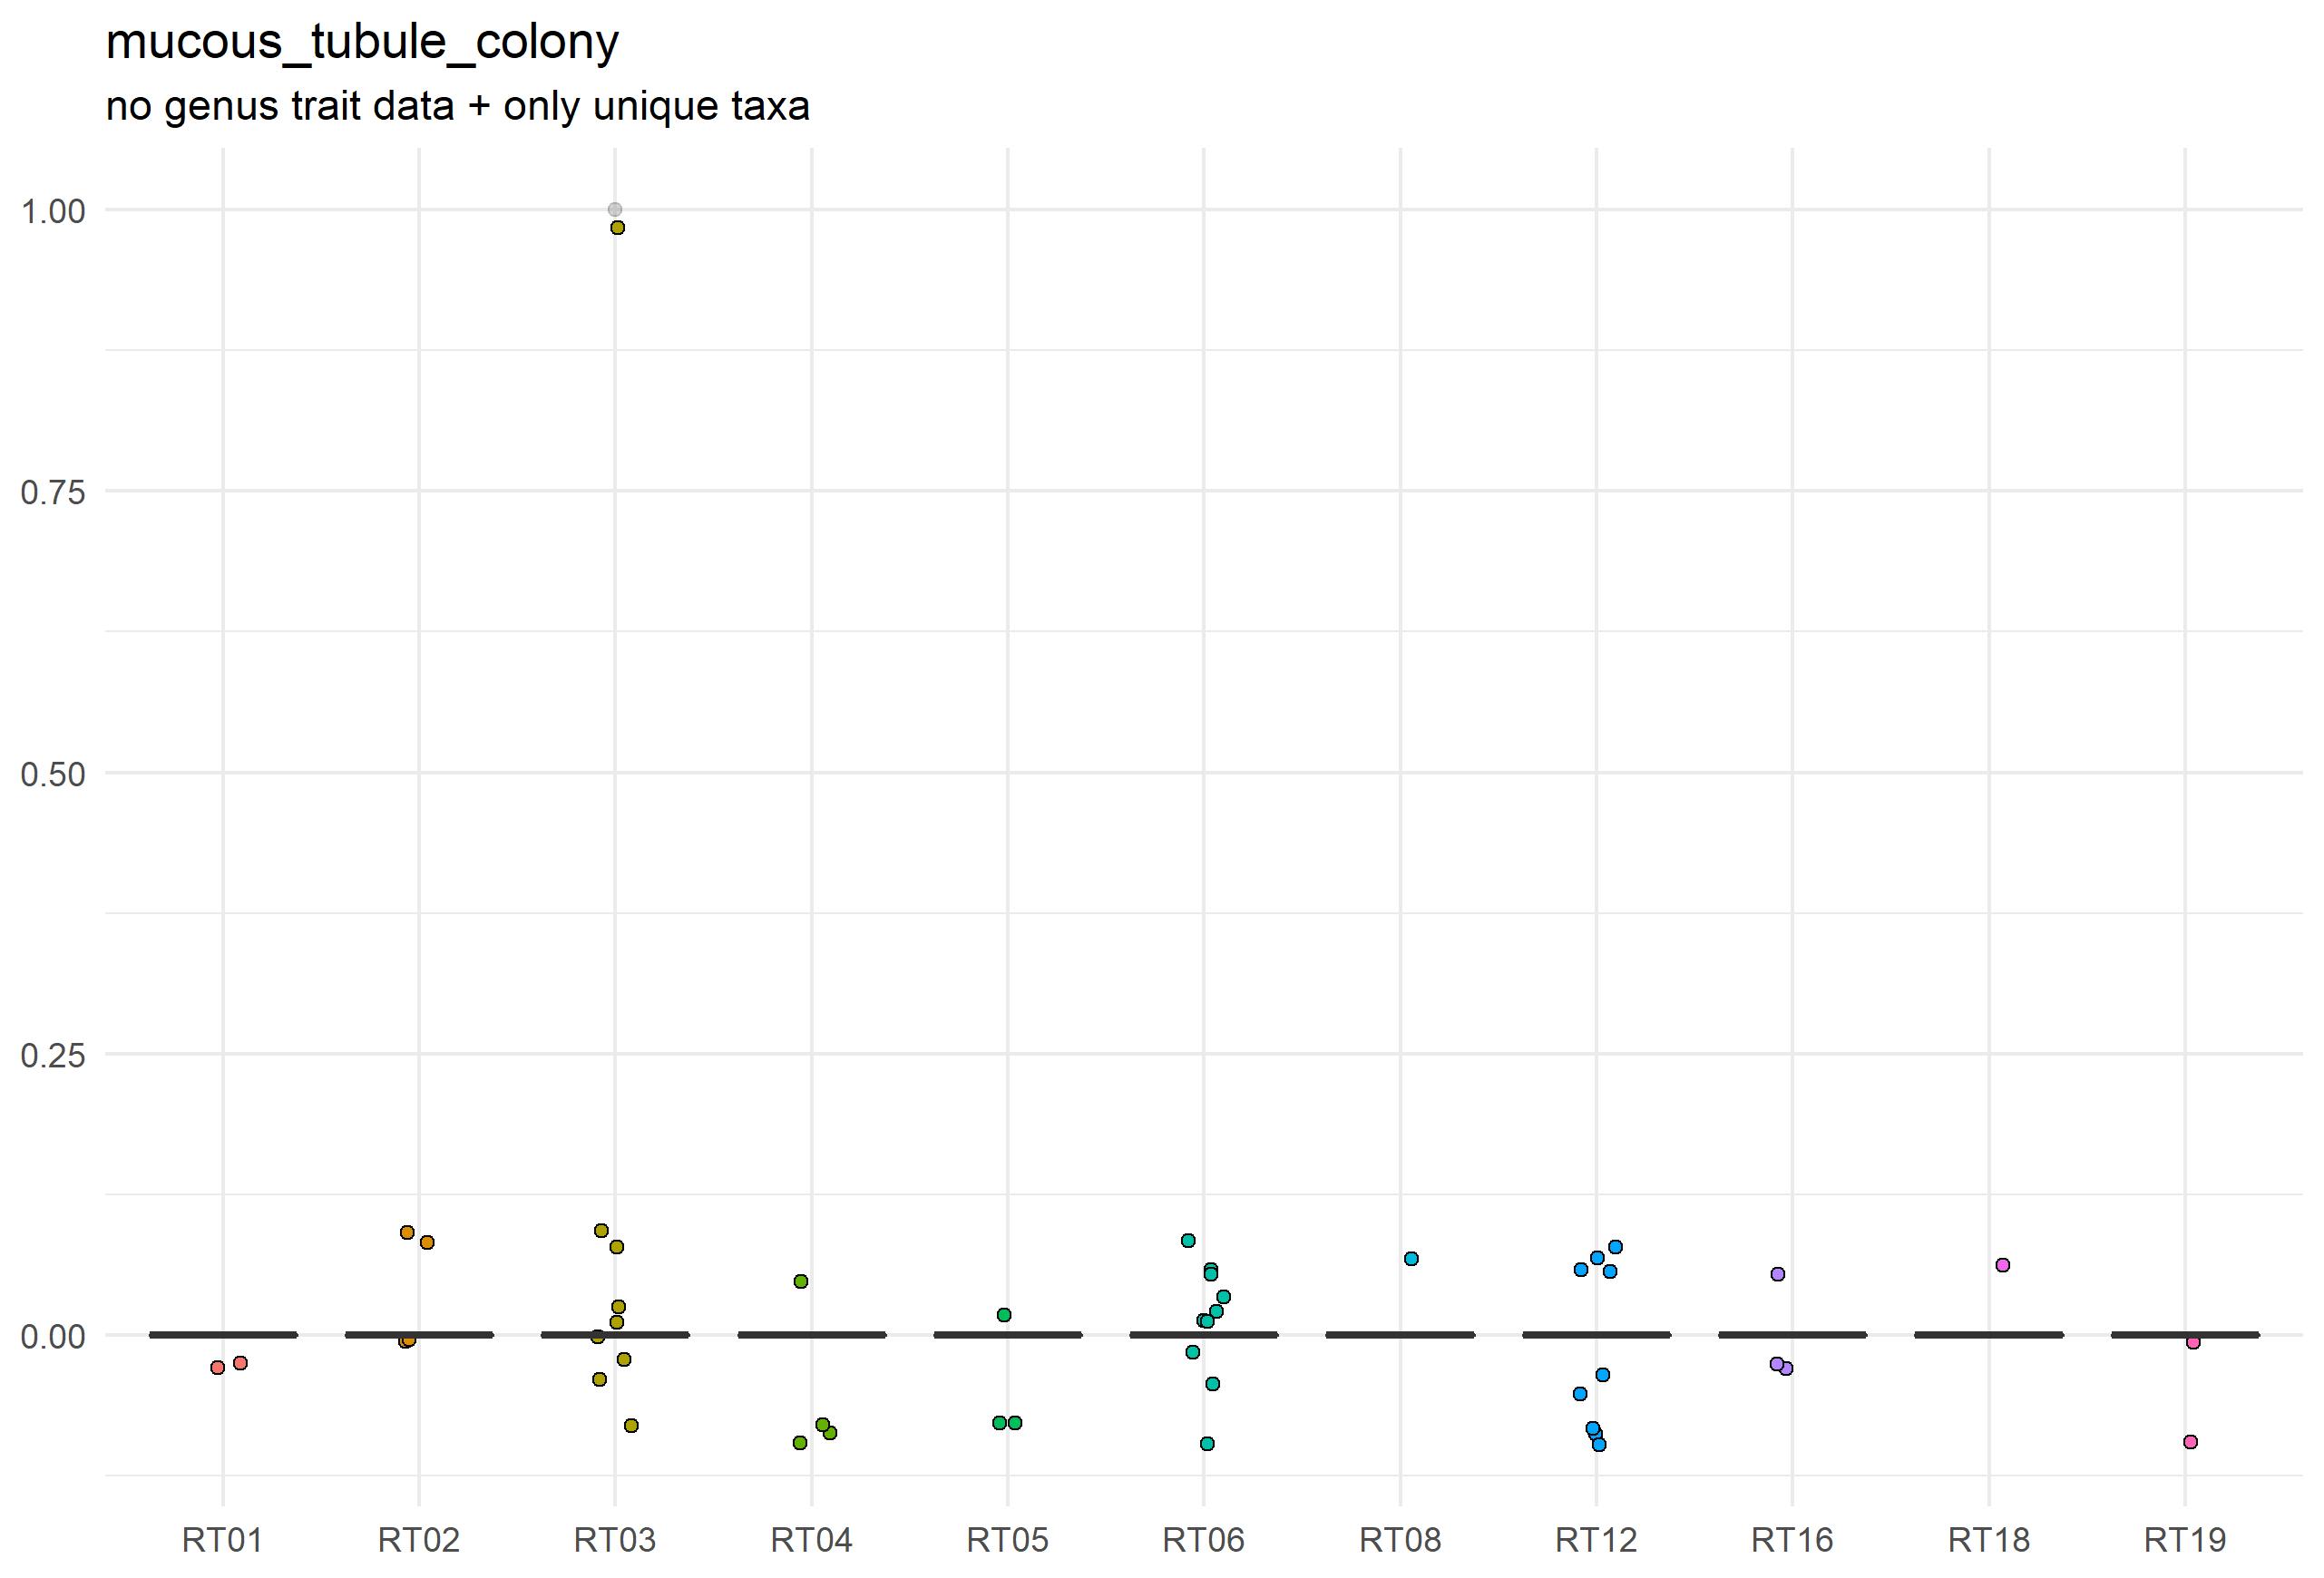 mucous_tubule_colony
no genus trait data + only unique taxa
1.00
0.75
0.50
0.25
0.00
RT01 RT02 RT03 RT04 RT05 RT06 RT08 RT12 RT16 RT18 RT19